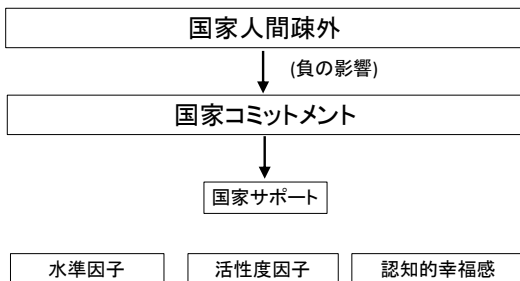 国家人間疎外
(負の影響)
国家コミットメント
国家サポート
水準因子 活性度因子 認知的幸福感